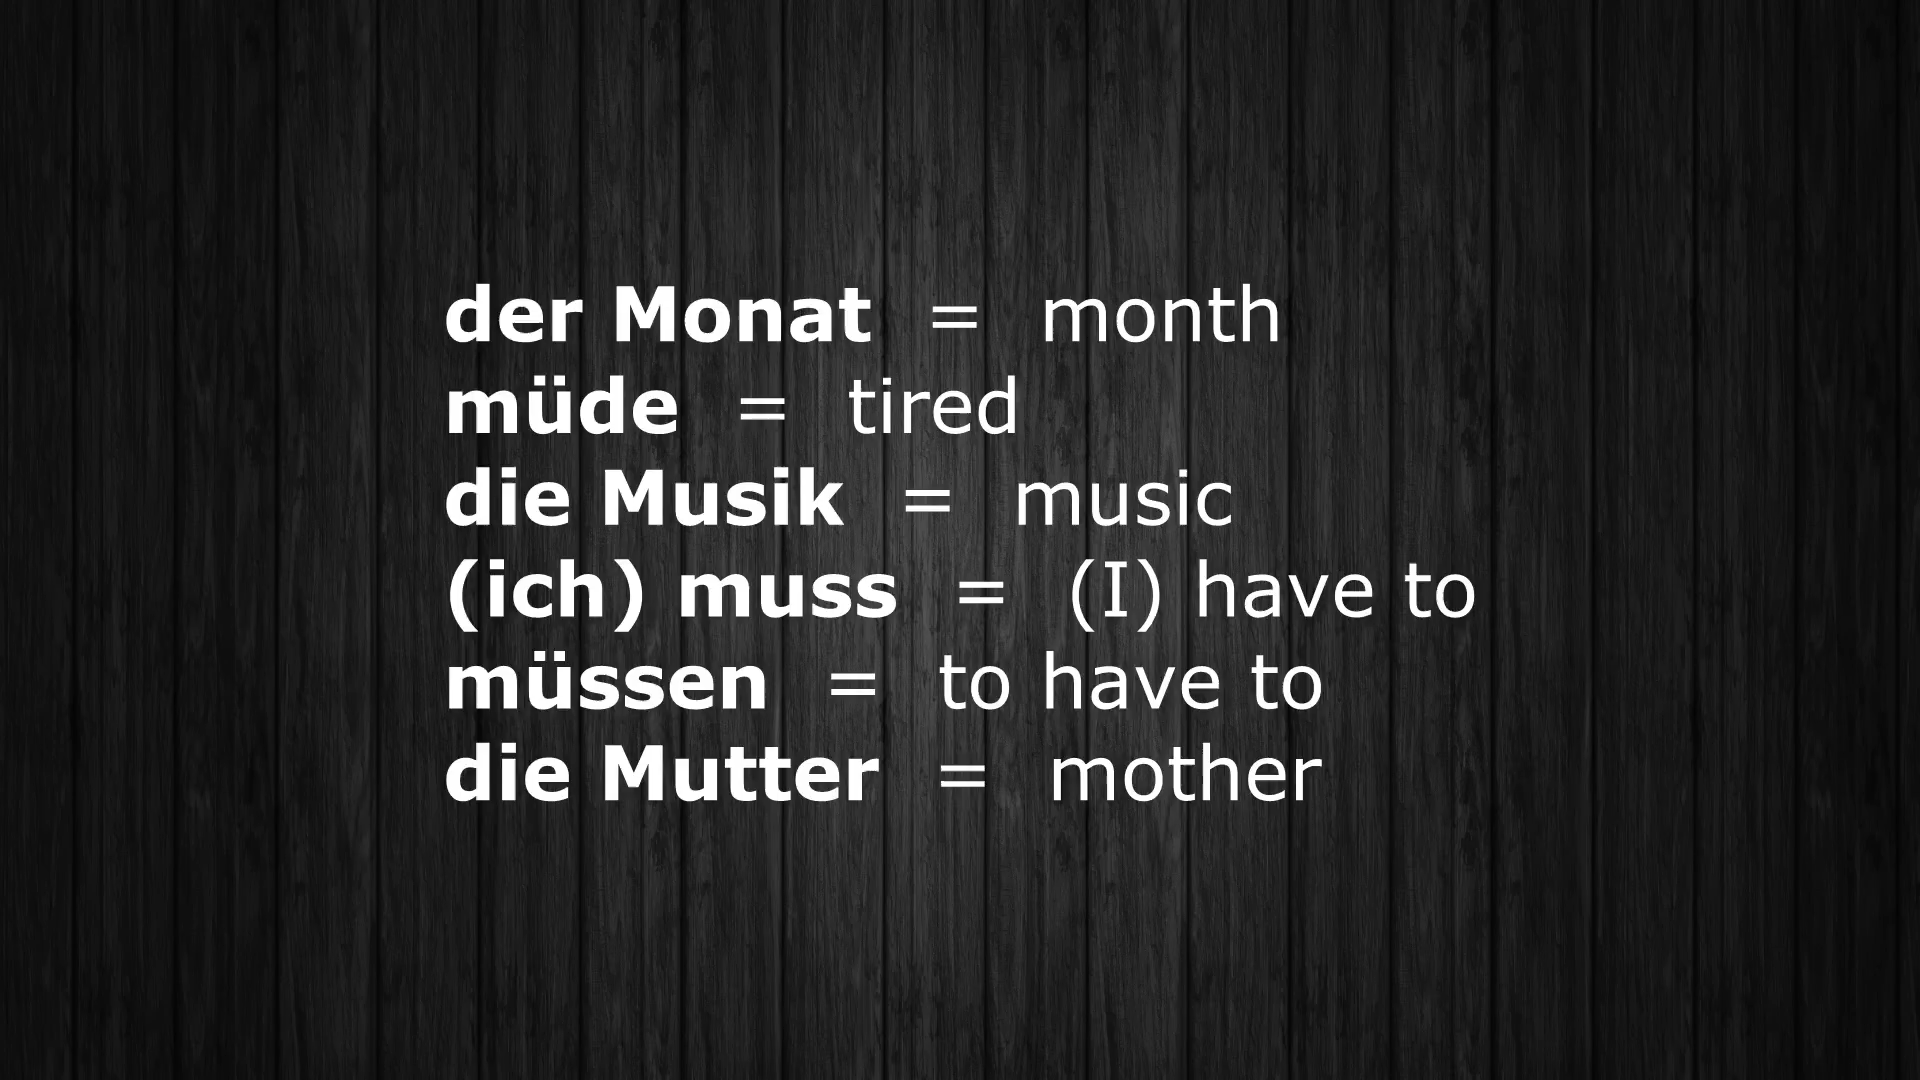 der Monat = month
müde = tired
die Musik = music
(ich) muss = (I) have to
müssen = to have to
die Mutter = mother